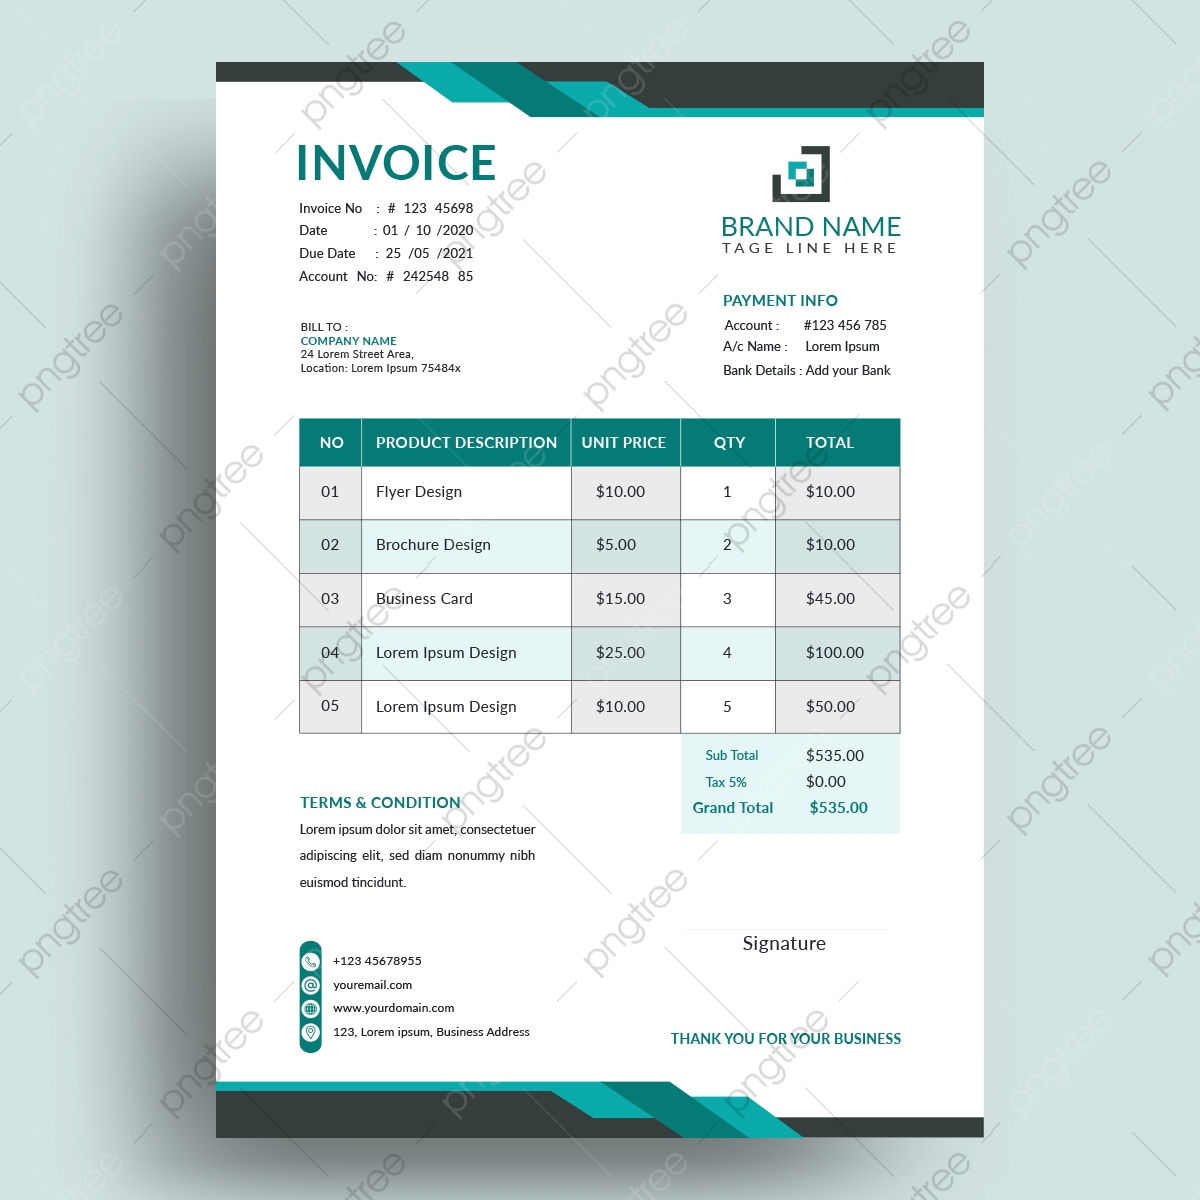 INVOICE
Invoice No : # 123 45698
Date : 01 / 10 /2020
Due Date : 25 /05 /2021
Account No: # 242548 85
BRAND NAME
TAGE LINE HERE
PAYMENT INFO
Account : #123 456 785
A/c Name : Lorem Ipsum
Bank Details : Add your Bank
BILL TO :
COMPANY NAME
24 Lorem Street Area,
Location: Lorem Ipsum 75484x
NO PRODUCT DESCRIPTION UNIT PRICE QTY TOTAL
01 Flyer Design $10.00 1 $10.00
02 Brochure Design $5.00 2 $10.00
03 Business Card $15.00 3 $45.00
04 Lorem Ipsum Design $25.00 4 $100.00
05 Lorem Ipsum Design $10.00 5 $50.00
Sub Total $535.00
Tax 5% $0.00
Grand Total $535.00
TERMS & CONDITION
Lorem ipsum dolor sit amet, consectetuer
adipiscing elit, sed diam nonummy nibh
euismod tincidunt.
Signature
+123 45678955
youremail.com
www.yourdomain.com
123, Lorem ipsum, Business Address
THANK YOU FOR YOUR BUSINESS
pngtree